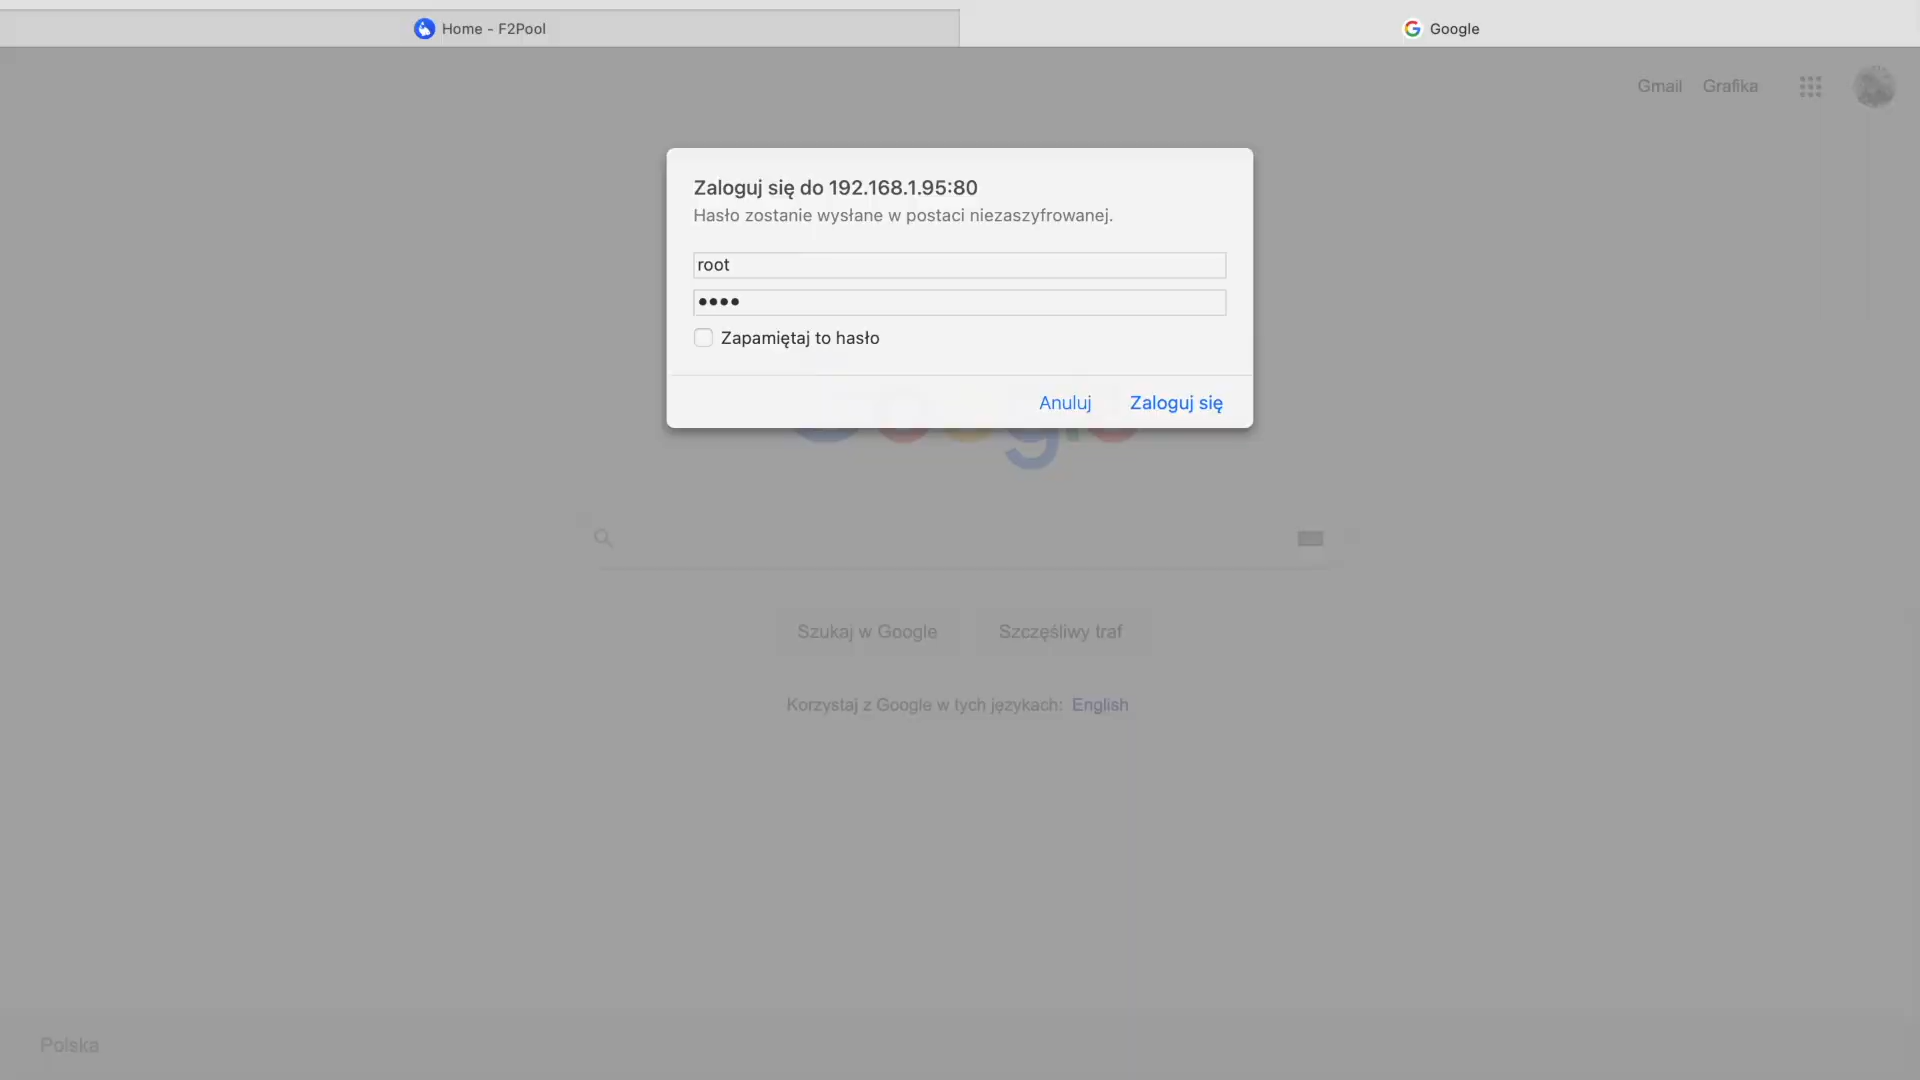 Home - F2Pool
Google
Gmail
Grafika
Zaloguj się do 192.168.1.95:80
Hasło zostanie wysłane w postaci niezaszyfrowanej.
root
••••
Zapamiętaj to hasło
Anuluj
Zaloguj się
Google
Szukaj w Google
Szczęśliwy traf
Korzystaj z Google w tych językach: English
Polska